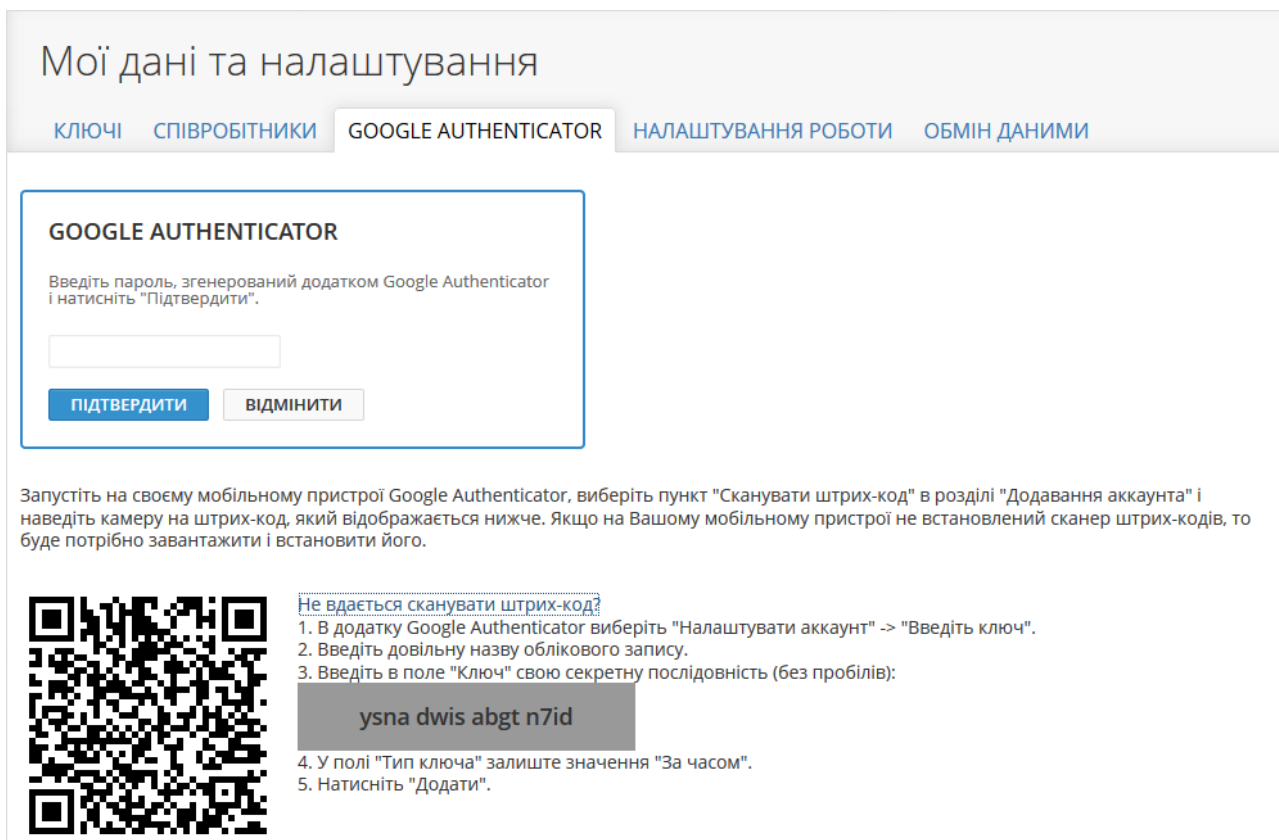 Мої дані та налаштування
КЛЮЧІ СПІВРОБІТНИКИ GOOGLE AUTHENTICATOR НАЛАШТУВАННЯ РОБОТИ ОБМІН ДАНИМИ
GOOGLE AUTHENTICATOR
Введіть пароль, згенерований додатком Google Authenticator
і натисніть "Підтвердити".
ПІДТВЕРДИТИ ВІДМІНИТИ
Запустіть на своєму мобільному пристрої Google Authenticator, виберіть пункт "Сканувати штрих-код" в розділі "Додавання аккаунта" і
наведіть камеру на штрих-код, який відображається нижче. Якщо на Вашому мобільному пристрої не встановлений сканер штрих-кодів, то
буде потрібно завантажити і встановити його.
Не вдається сканувати штрих-код?
1. В додатку Google Authenticator виберіть "Налаштувати аккаунт" -> "Введіть ключ".
2. Введіть довільну назву облікового запису.
3. Введіть в поле "Ключ" свою секретну послідовність (без пробілів):
ysna dwis abgt n7id
4. У полі "Тип ключа" залиште значення "За часом".
5. Натисніть "Додати".